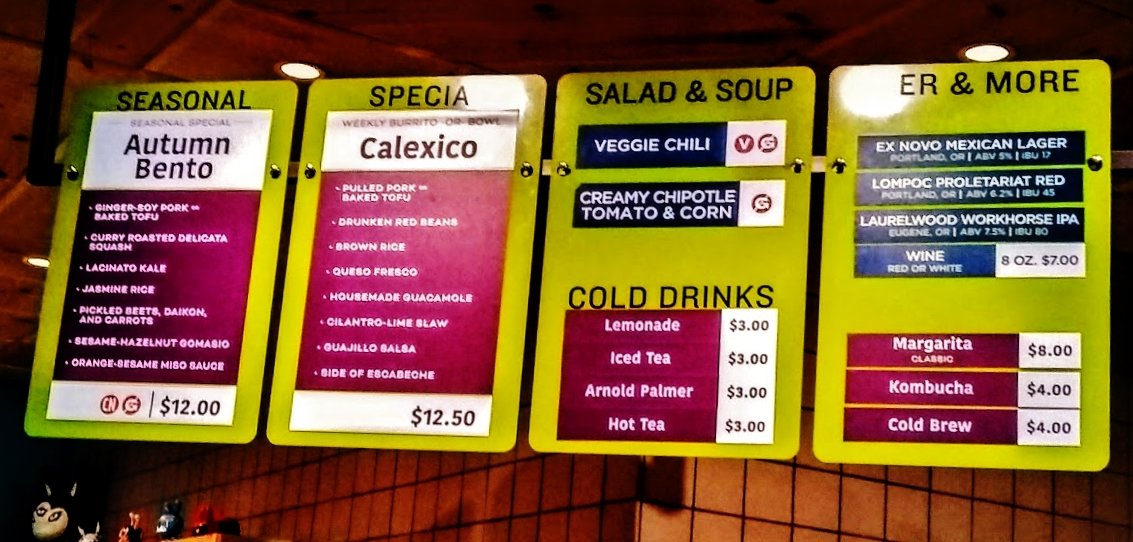 SEASONAL
SEASONAL SPECIAL
Autumn
Bento
GINGER-SOY PORK OR
BAKED TOFU
CURRY ROASTED DELICATA
SQUASH
LACINATO KALE
JASMINE RICE
PICKLED BEETS, DAIKON,
AND CARROTS
SESAME-HAZELNUT GOMASIO
ORANGE-SESAME MISO SAUCE
CN G $12.00
SPECIA
WEEKLY BURRITO -OR- BOWL
Calexico
PULLED PORK OR
BAKED TOFU
DRUNKEN RED BEANS
BROWN RICE
QUESO FRESCO
HOUSEMADE GUACAMOLE
CILANTRO-LIME SLAW
GUAJILLO SALSA
SIDE OF ESCABECHE
$12.50
SALAD & SOUP
VEGGIE CHILI V G
CREAMY CHIPOTLE
TOMATO & CORN G
COLD DRINKS
Lemonade $3.00
Iced Tea $3.00
Arnold Palmer $3.00
Hot Tea $3.00
ER & MORE
EX NOVO MEXICAN LAGER
PORTLAND, OR | ABV 5% | IBU 17
LOMPOC PROLETARIAT RED
PORTLAND, OR | ABV 6.2% | IBU 45
LAURELWOOD WORKHORSE IPA
EUGENE, OR | ABV 7.5% | IBU 80
WINE 8 OZ. $7.00
RED OR WHITE
Margarita $8.00
CLASSIC
Kombucha $4.00
Cold Brew $4.00